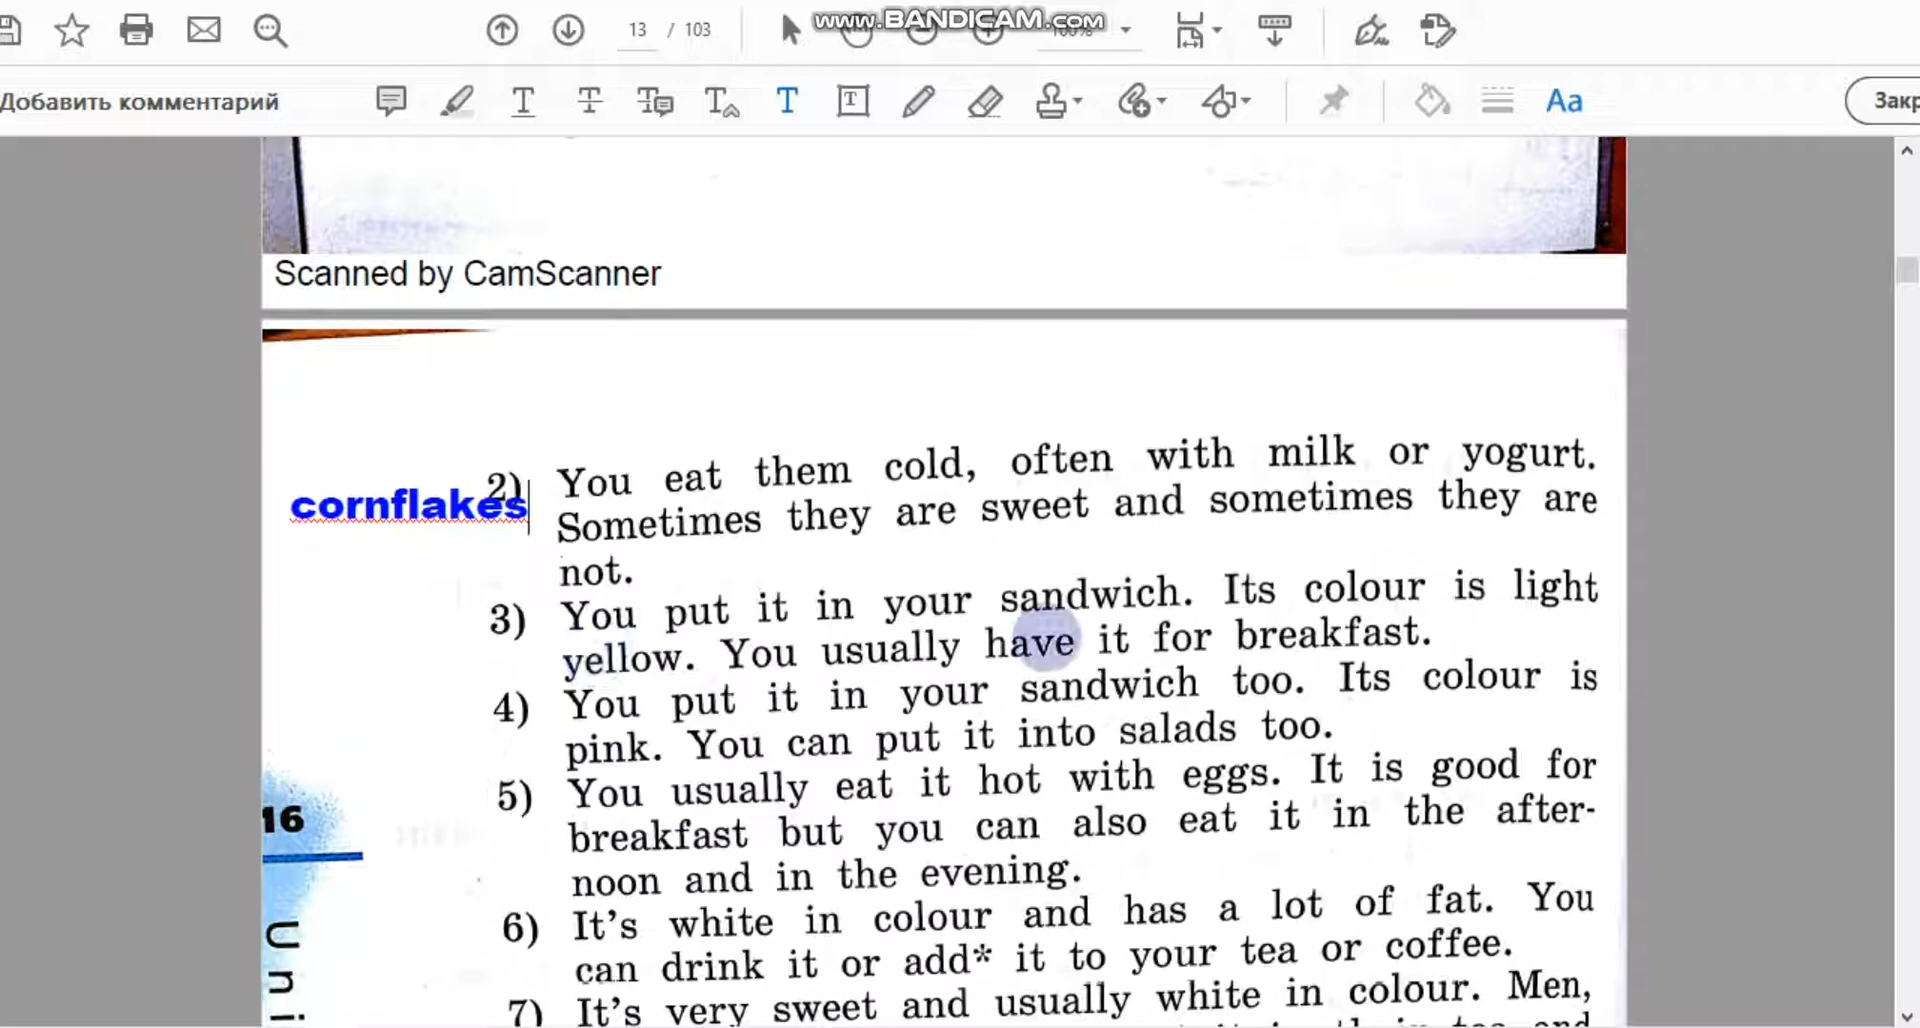 www.BANDICAM.com
13 / 103
100%
Добавить комментарий
Aa
Закр
Scanned by CamScanner
cornflakes
2) You eat them cold, often with milk or yogurt.
Sometimes they are sweet and sometimes they are
not.
3) You put it in your sandwich. Its colour is light
yellow. You usually have it for breakfast.
4) You put it in your sandwich too. Its colour is
pink. You can put it into salads too.
5) You usually eat it hot with eggs. It is good for
breakfast but you can also eat it in the after-
noon and in the evening.
16
6) It's white in colour and has a lot of fat. You
can drink it or add* it to your tea or coffee.
Uni
7) It's very sweet and usually white in colour. Men,